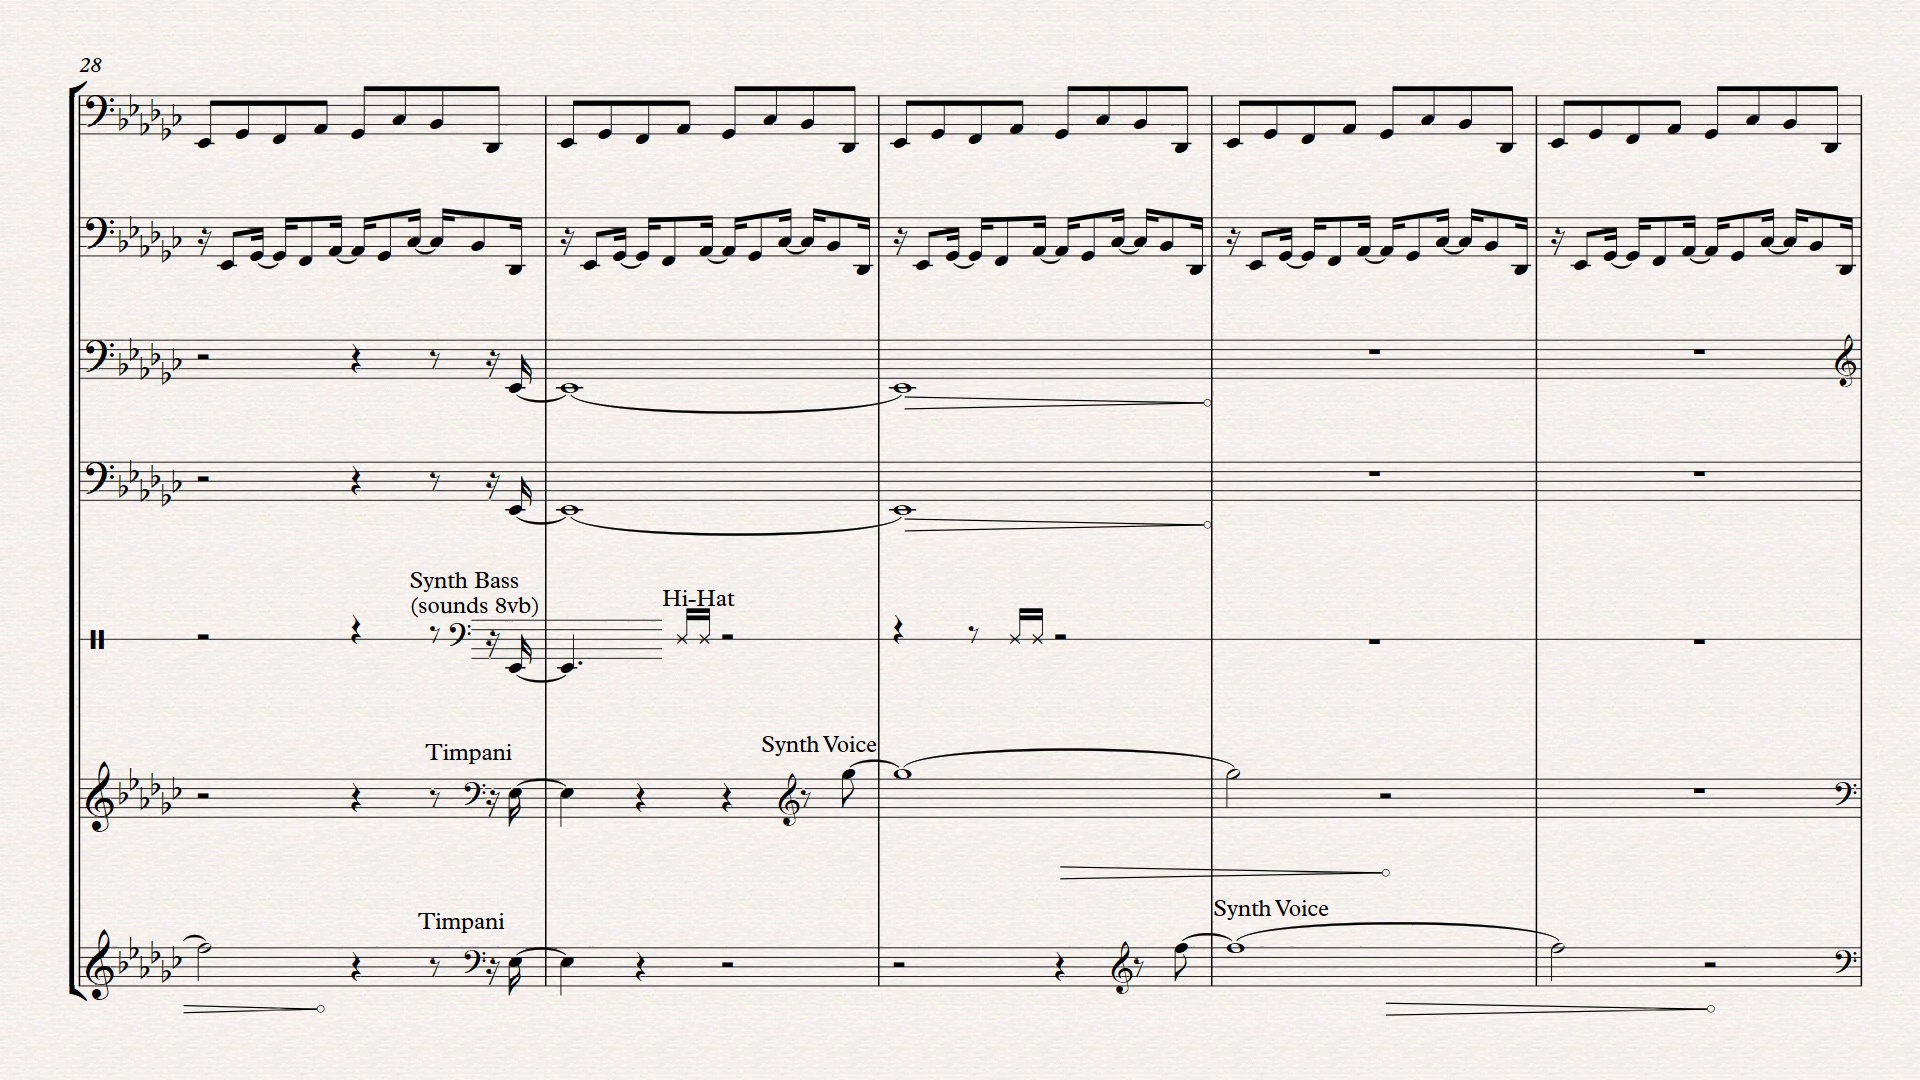 28
Synth Bass
(sounds 8vb)
Hi-Hat
Timpani
Synth Voice
Timpani
Synth Voice